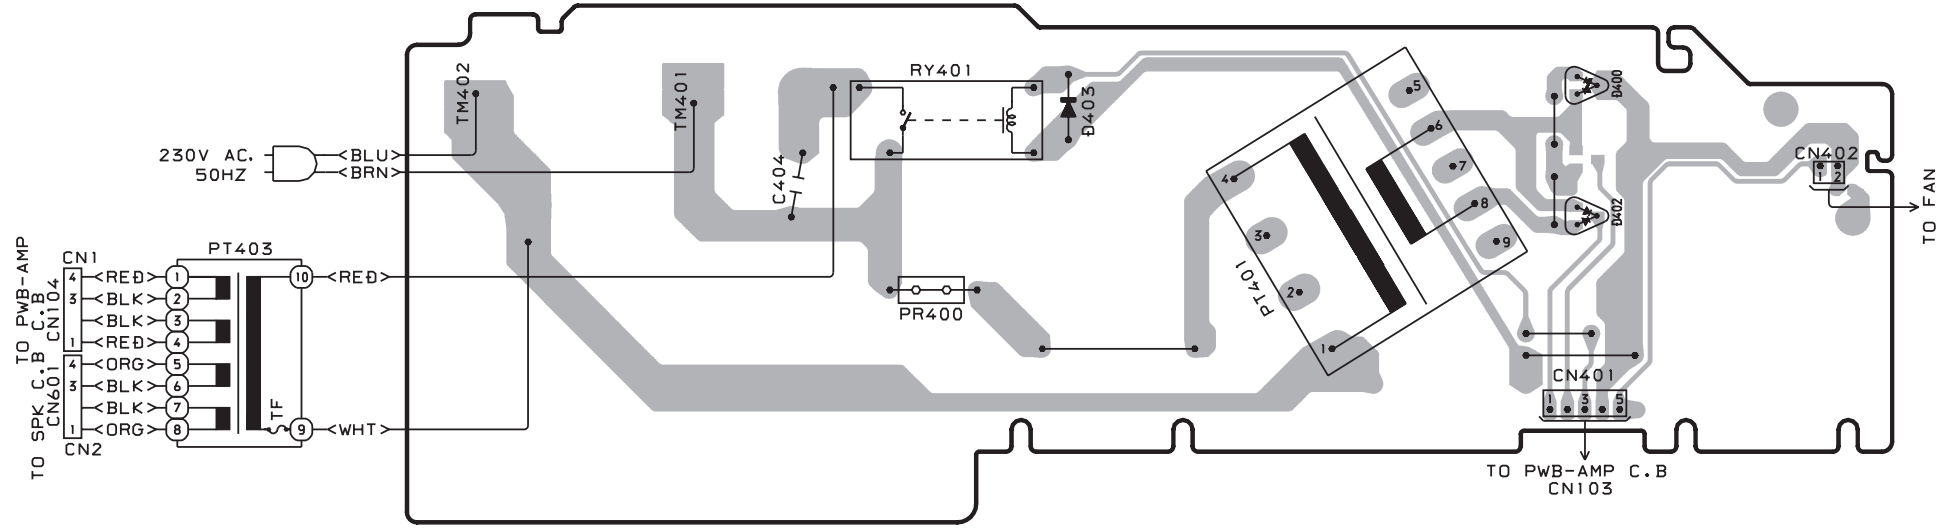 230V AC.
50HZ
<BLU>
<BRN>
TM402
TM401
C404
RY401
D403
PR400
PT401
4
3
2
1
5
6
7
8
9
D400
D402
CN402
1 2
TO FAN
CN401
1 3 5
TO PWB-AMP C.B
CN103
PT403
TO PWB-AMP
C.B
CN104
CN1
4 <RED> 1
3 <BLK> 2
<BLK> 3
1 <RED> 4
4 <ORG> 5
3 <BLK> 6
<BLK> 7
1 <ORG> 8
CN2
TO SPK C.B
CN601
10 <RED>
TF
9 <WHT>